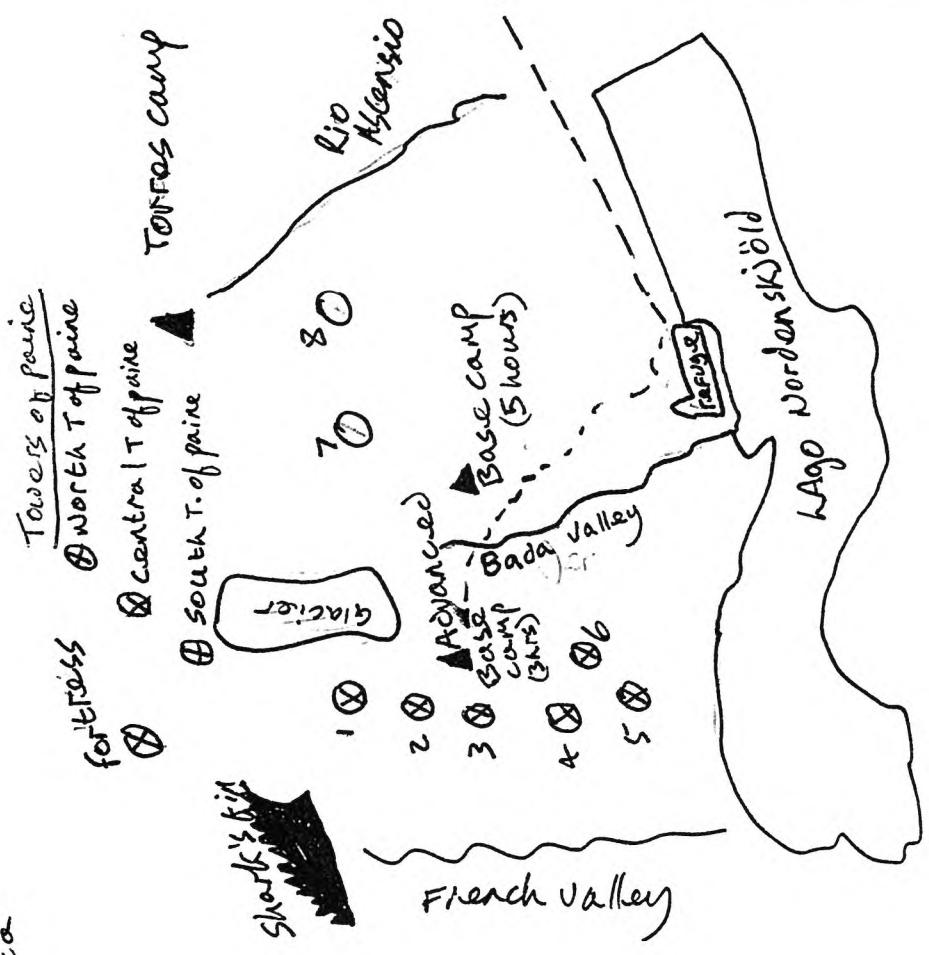 Towers of paine
North T of paine
Central T of paine
South T. of paine
fortress
Torres camp
Rio
Ascensio
Shark's fin
Glacier
1
2
3
4
5
6
7
8
Advanced
Base
camp
(3hrs)
Base camp
(5 hours)
Bada Valley
refuge
French Valley
LAgo Nordenskjöld